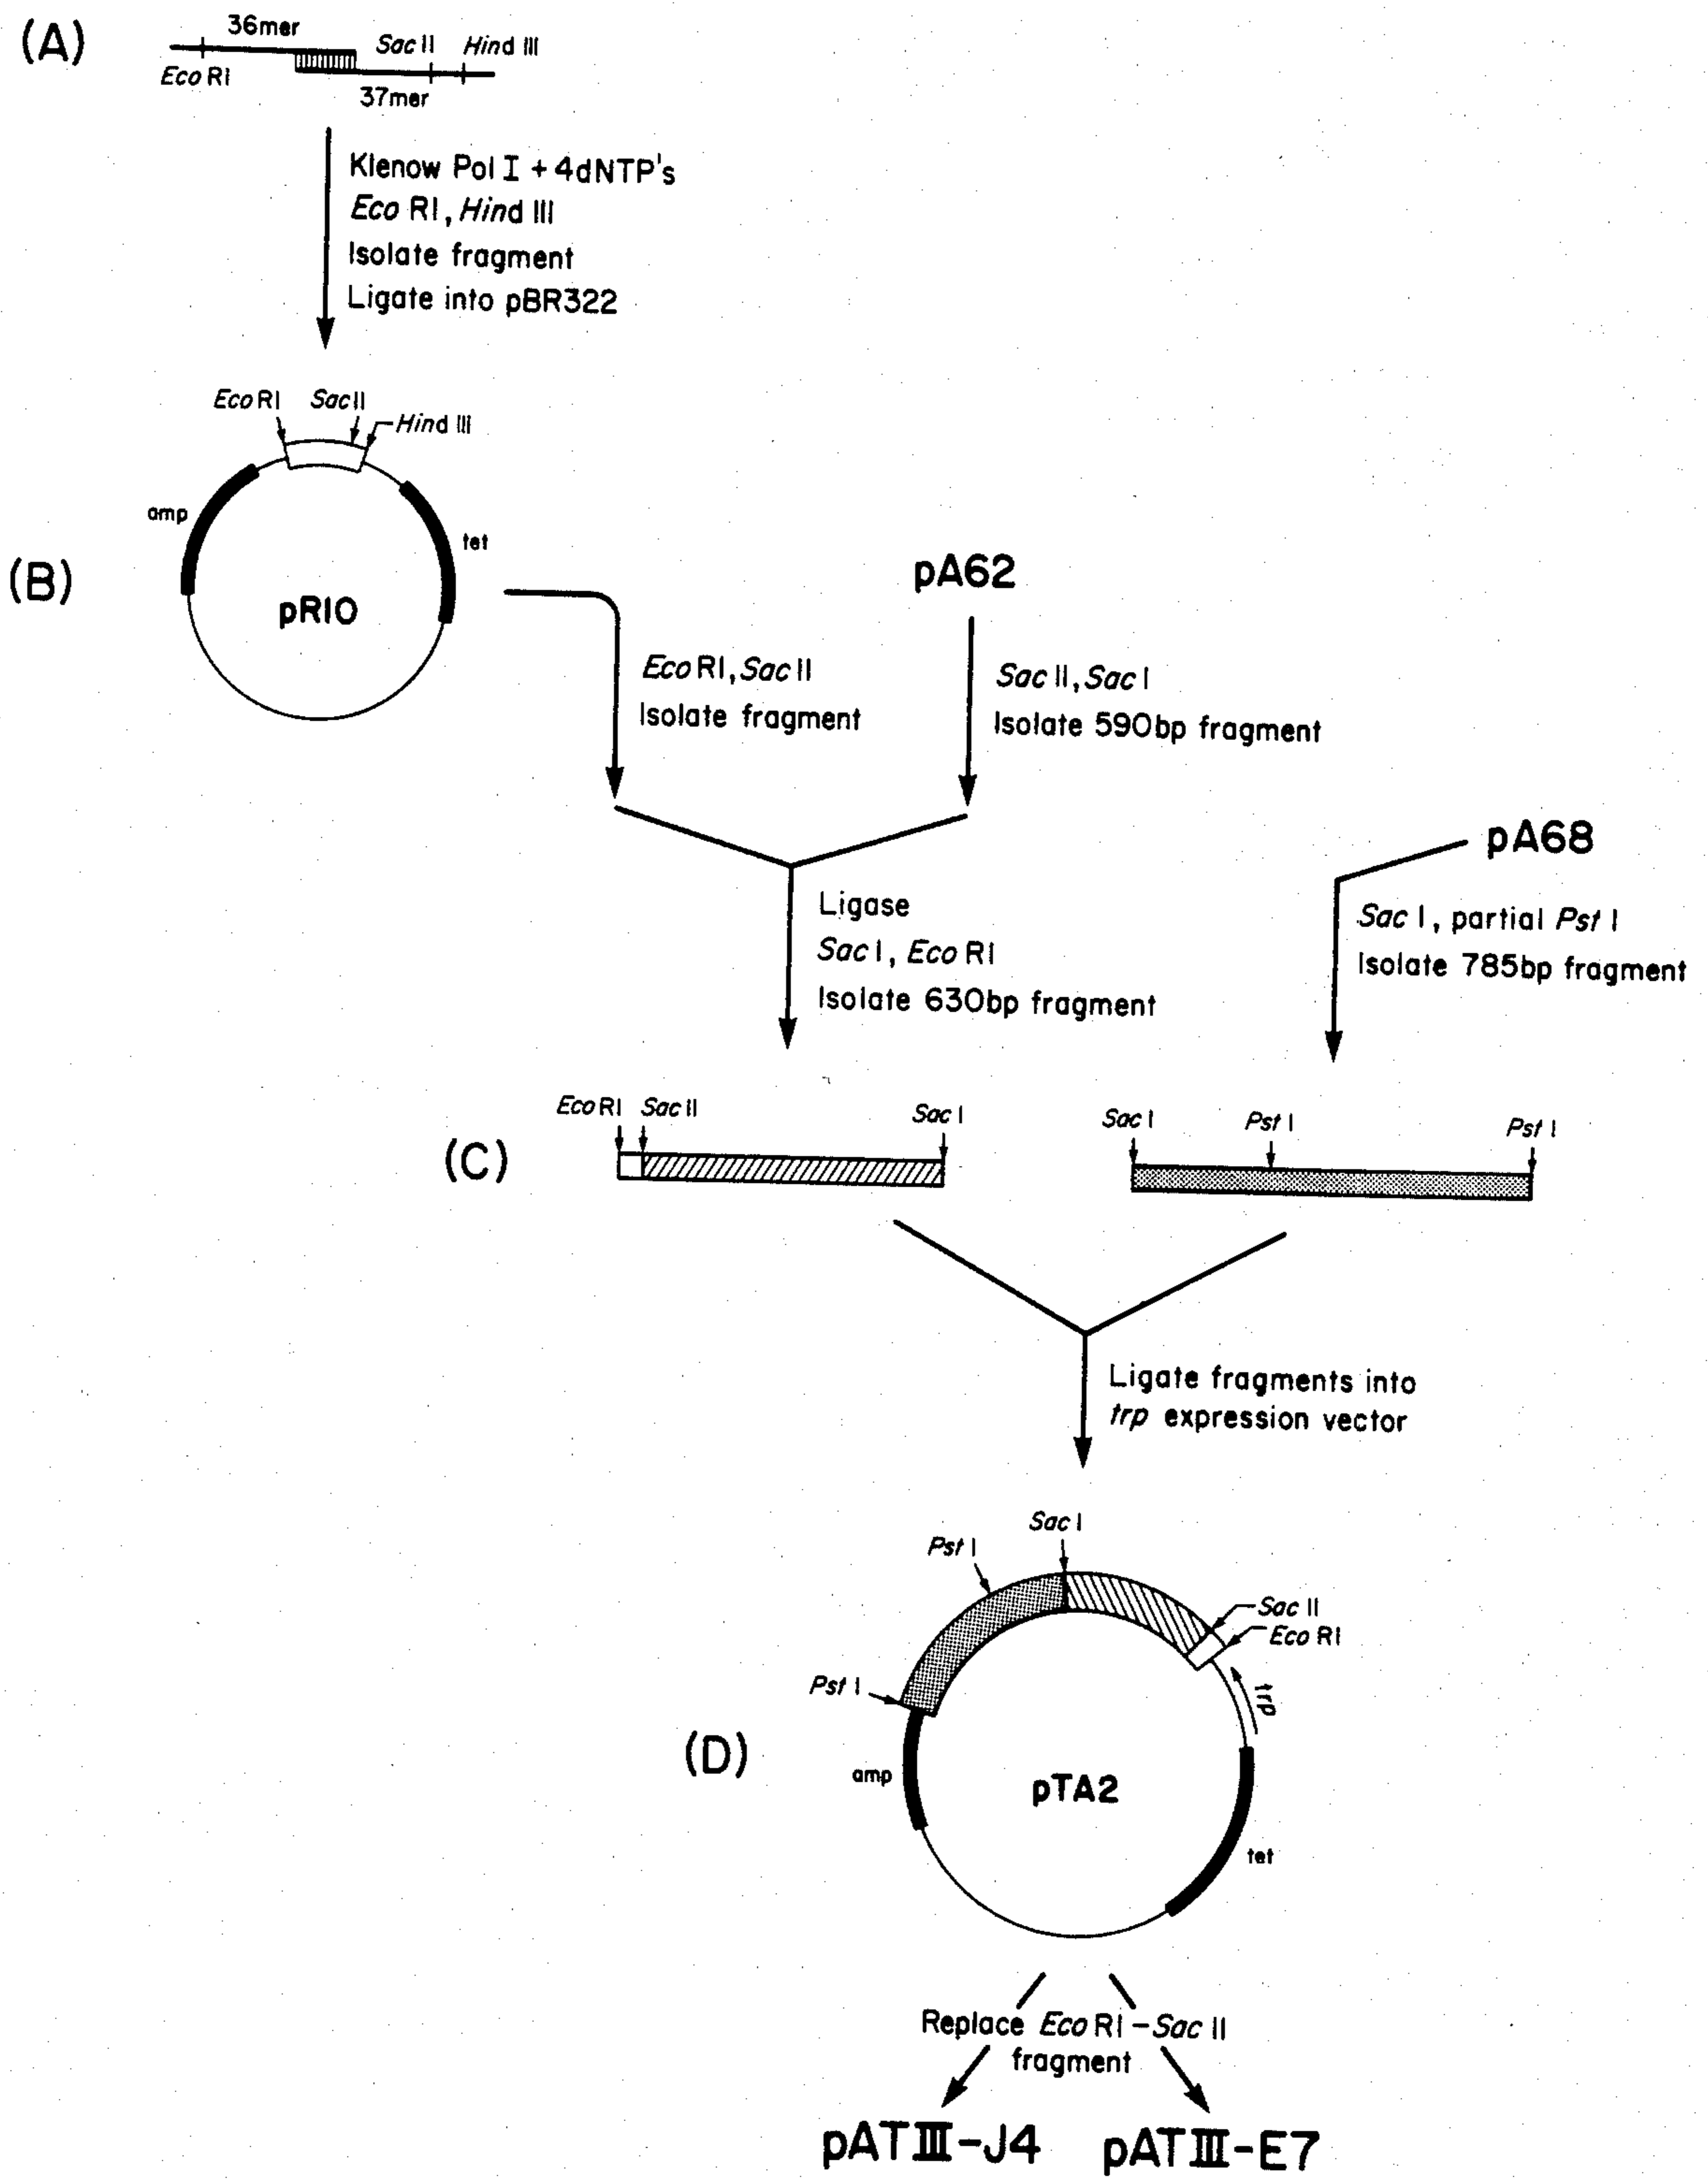 (A)
36mer
Sac II
Hind III
Eco RI
37mer
Klenow Pol I + 4dNTP's
Eco RI, Hind III
Isolate fragment
Ligate into pBR322
Eco RI
Sac II
Hind III
amp
tet
(B)
pR10
pA62
Eco RI, Sac II
Isolate fragment
Sac II, Sac I
Isolate 590bp fragment
pA68
Ligase
Sac I, Eco RI
Isolate 630bp fragment
Sac I, partial Pst I
Isolate 785bp fragment
Eco RI
Sac II
Sac I
Sac I
Pst I
Pst I
(C)
Ligate fragments into
trp expression vector
Sac I
Pst I
Sac II
Eco RI
Pst I
trp
(D)
amp
pTA2
tet
Replace Eco RI – Sac II
fragment
pATIII-J4
pATIII-E7